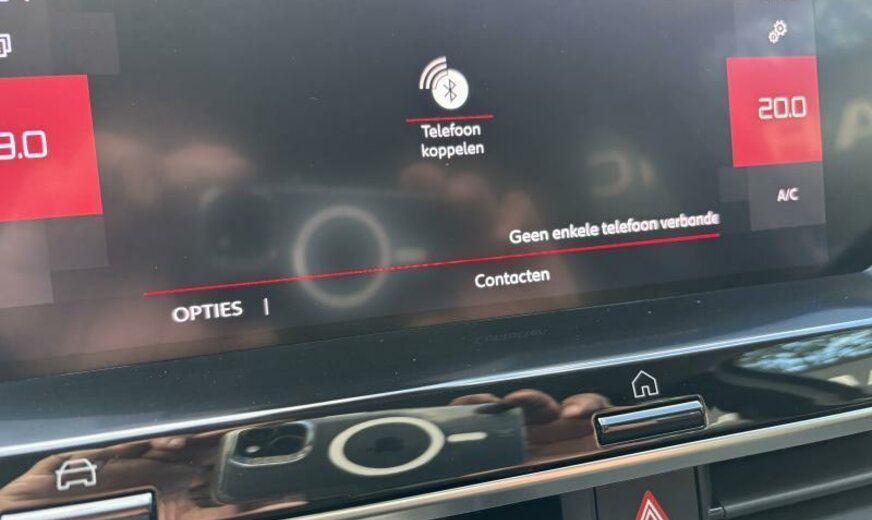 20.0
Telefoon
koppelen
A/C
Geen enkele telefoon verbonde
Contacten
OPTIES